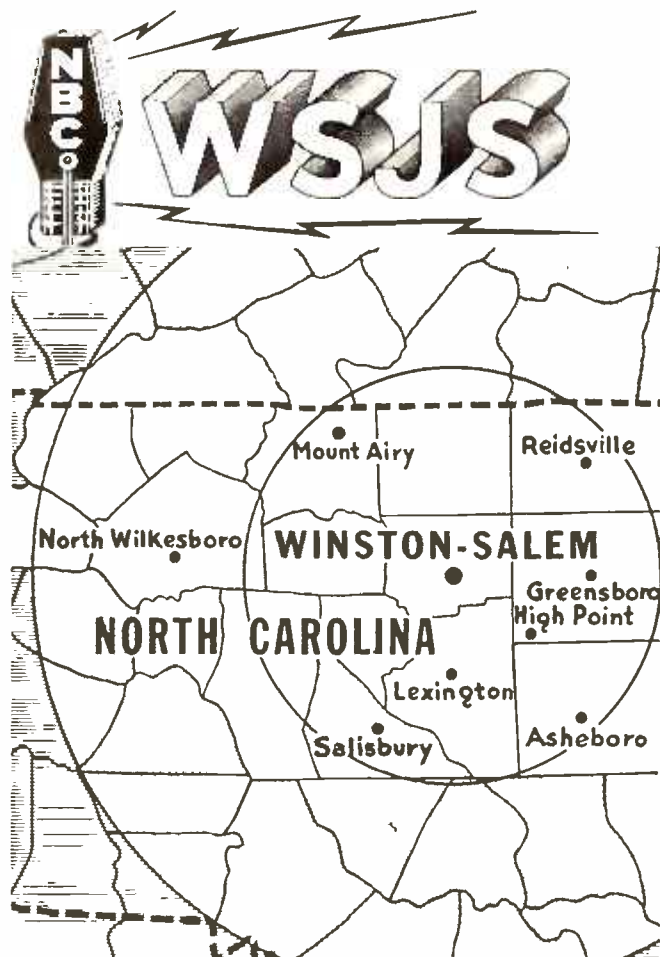 NBC
WSJS
Mount Airy
Reidsville
North Wilkesboro
WINSTON-SALEM
Greensboro
High Point
NORTH CAROLINA
Lexington
Salisbury
Asheboro